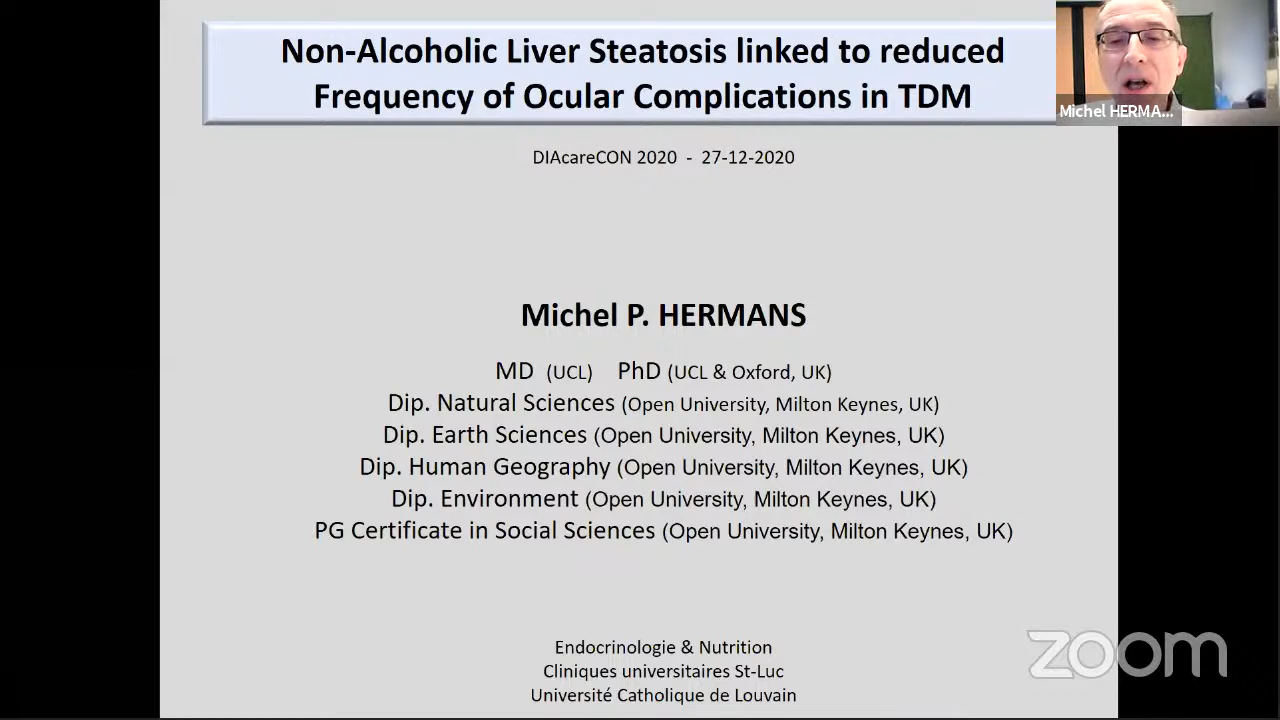 Non-Alcoholic Liver Steatosis linked to reduced
Frequency of Ocular Complications in TDM
Michel HERMA...
DIAcareCON 2020 - 27-12-2020
Michel P. HERMANS
MD (UCL) PhD (UCL & Oxford, UK)
Dip. Natural Sciences (Open University, Milton Keynes, UK)
Dip. Earth Sciences (Open University, Milton Keynes, UK)
Dip. Human Geography (Open University, Milton Keynes, UK)
Dip. Environment (Open University, Milton Keynes, UK)
PG Certificate in Social Sciences (Open University, Milton Keynes, UK)
Endocrinologie & Nutrition
Cliniques universitaires St-Luc
Université Catholique de Louvain
zoom